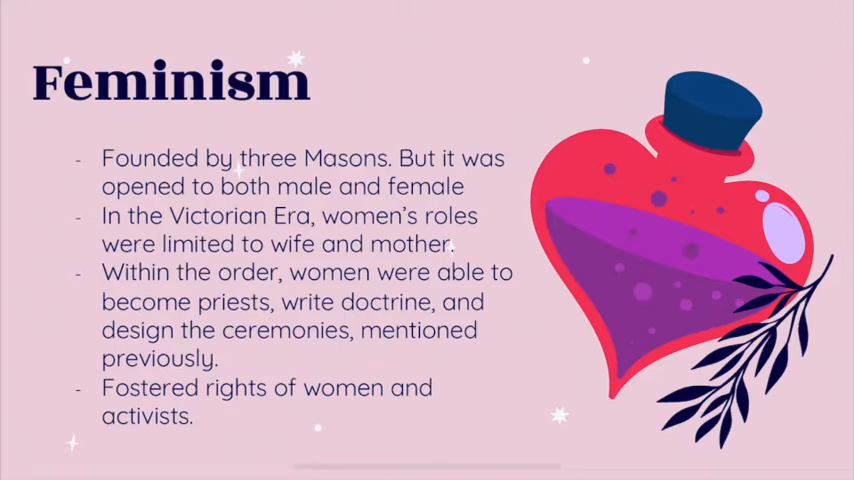 Feminism
- Founded by three Masons. But it was
opened to both male and female
- In the Victorian Era, women's roles
were limited to wife and mother.
- Within the order, women were able to
become priests, write doctrine, and
design the ceremonies, mentioned
previously.
- Fostered rights of women and
activists.